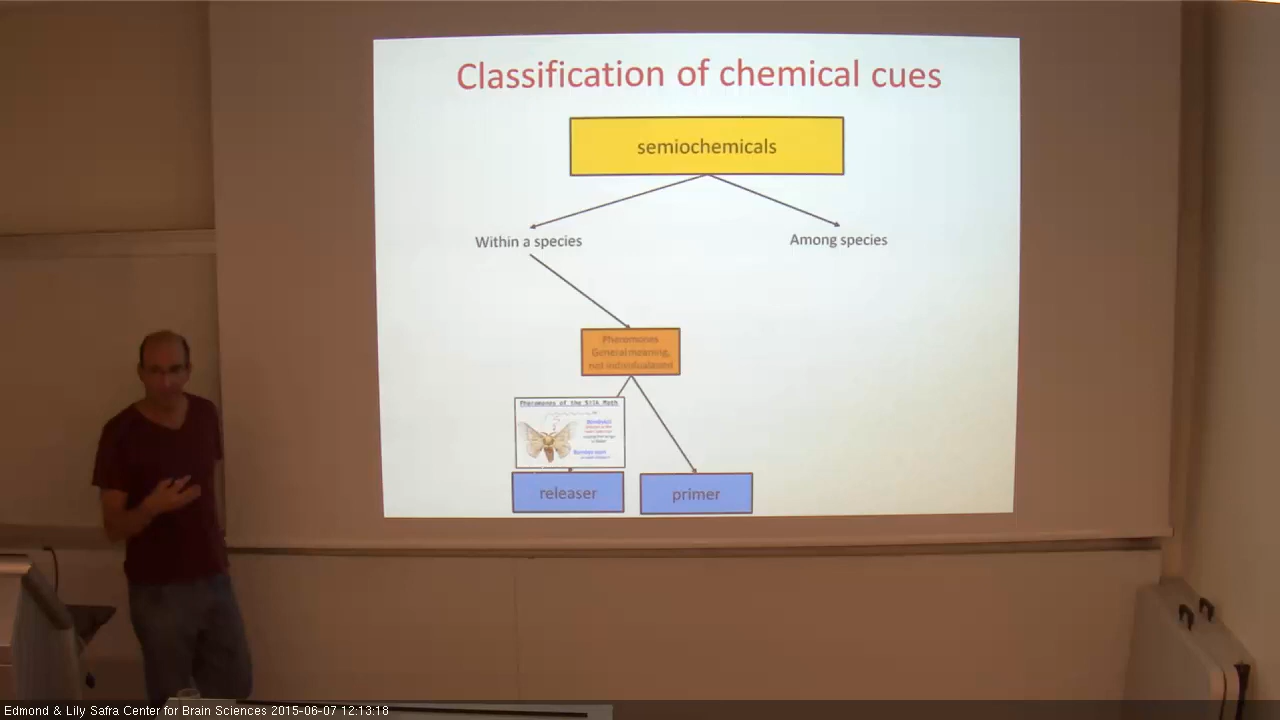 Classification of chemical cues
semiochemicals
Within a species
Among species
Pheromones
General meaning,
not individualized
Pheromones of the Silk Moth
releaser
primer
Edmond & Lily Safra Center for Brain Sciences 2015-06-07 12:13:18